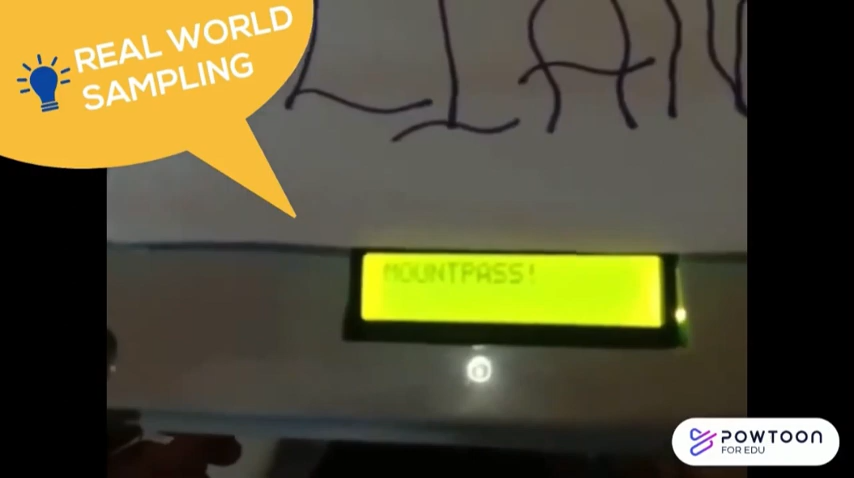 REAL WORLD
SAMPLING
MOUNTPASS!
POWTOON
FOR EDU